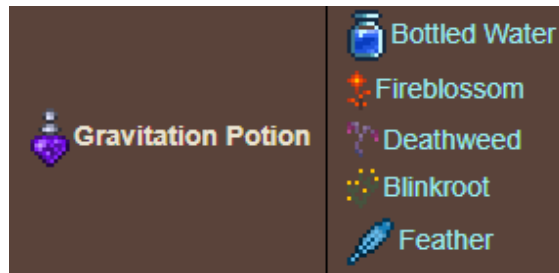 Gravitation Potion
Bottled Water
Fireblossom
Deathweed
Blinkroot
Feather